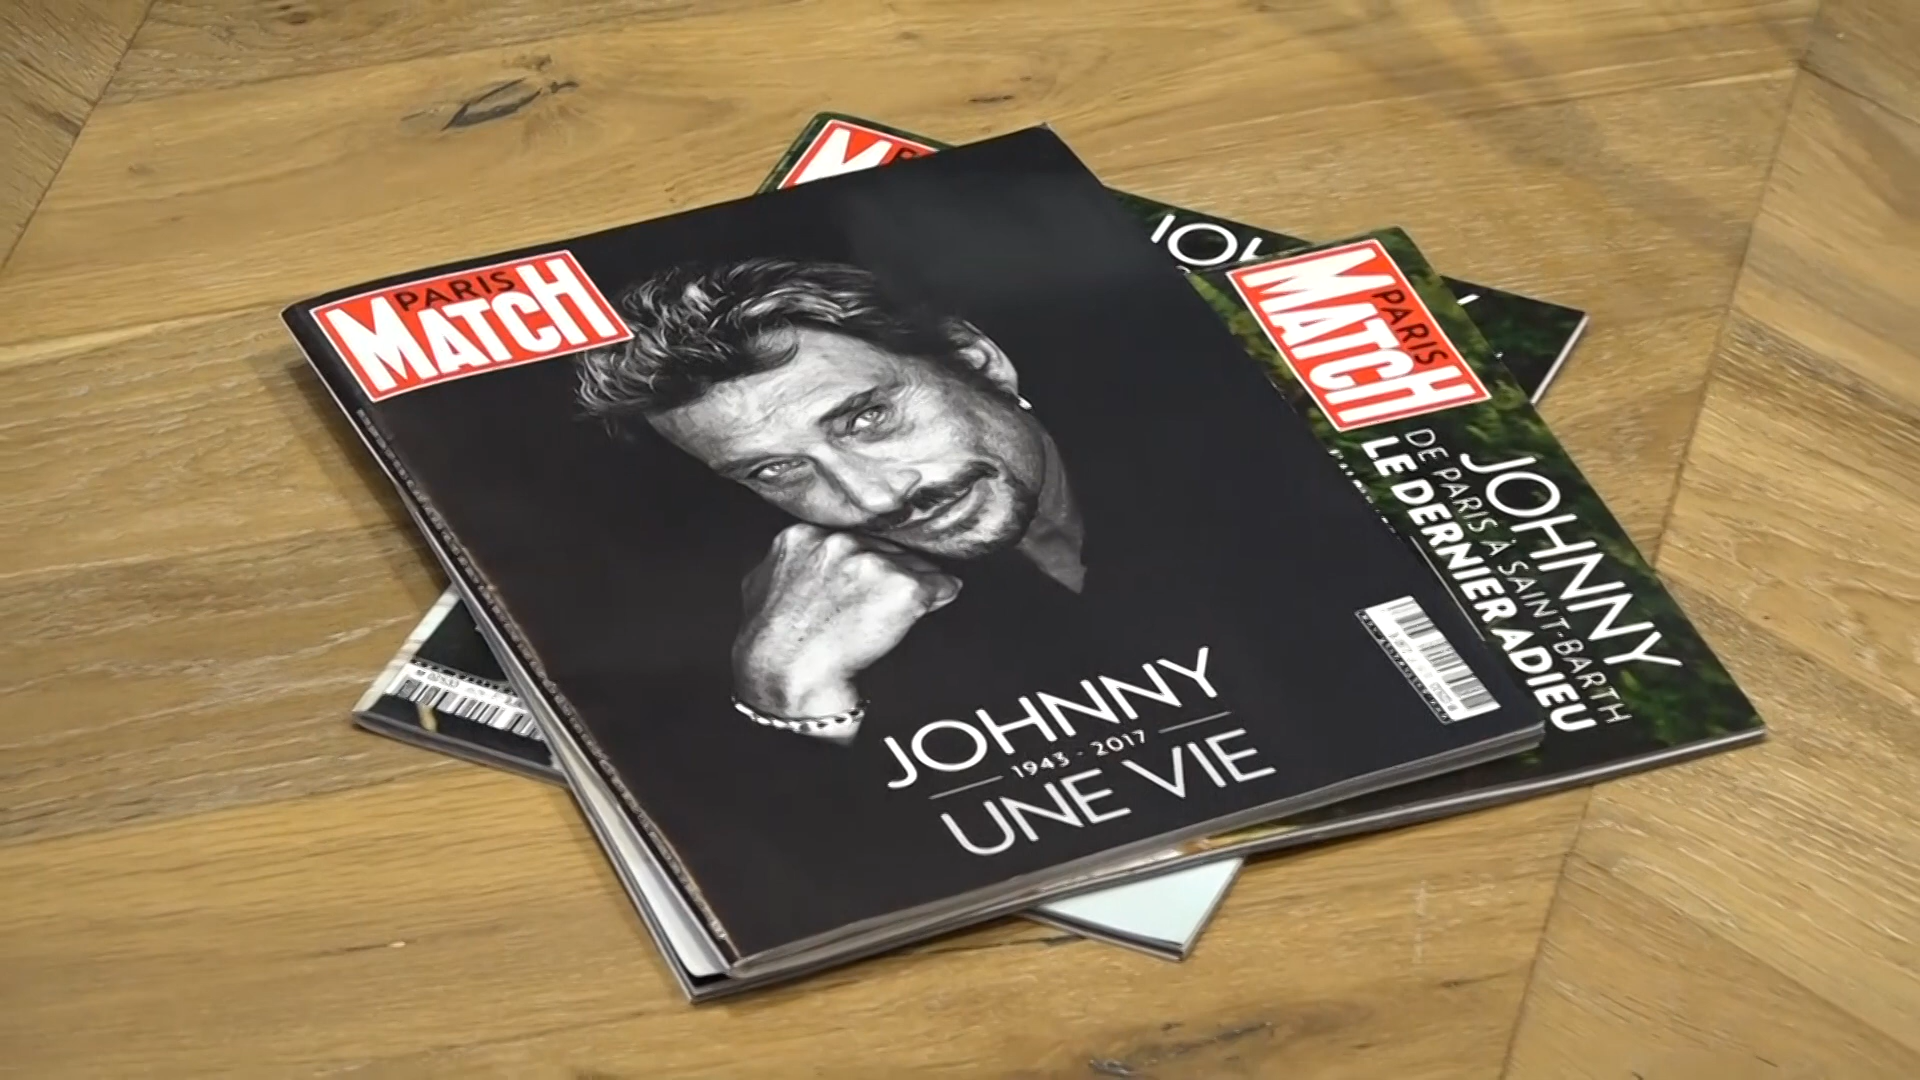 PARIS
MATCH
JOHNNY
1943 - 2017
UNE VIE
PARIS
MATCH
JOHNNY
DE PARIS À SAINT-BARTH
LE DERNIER ADIEU